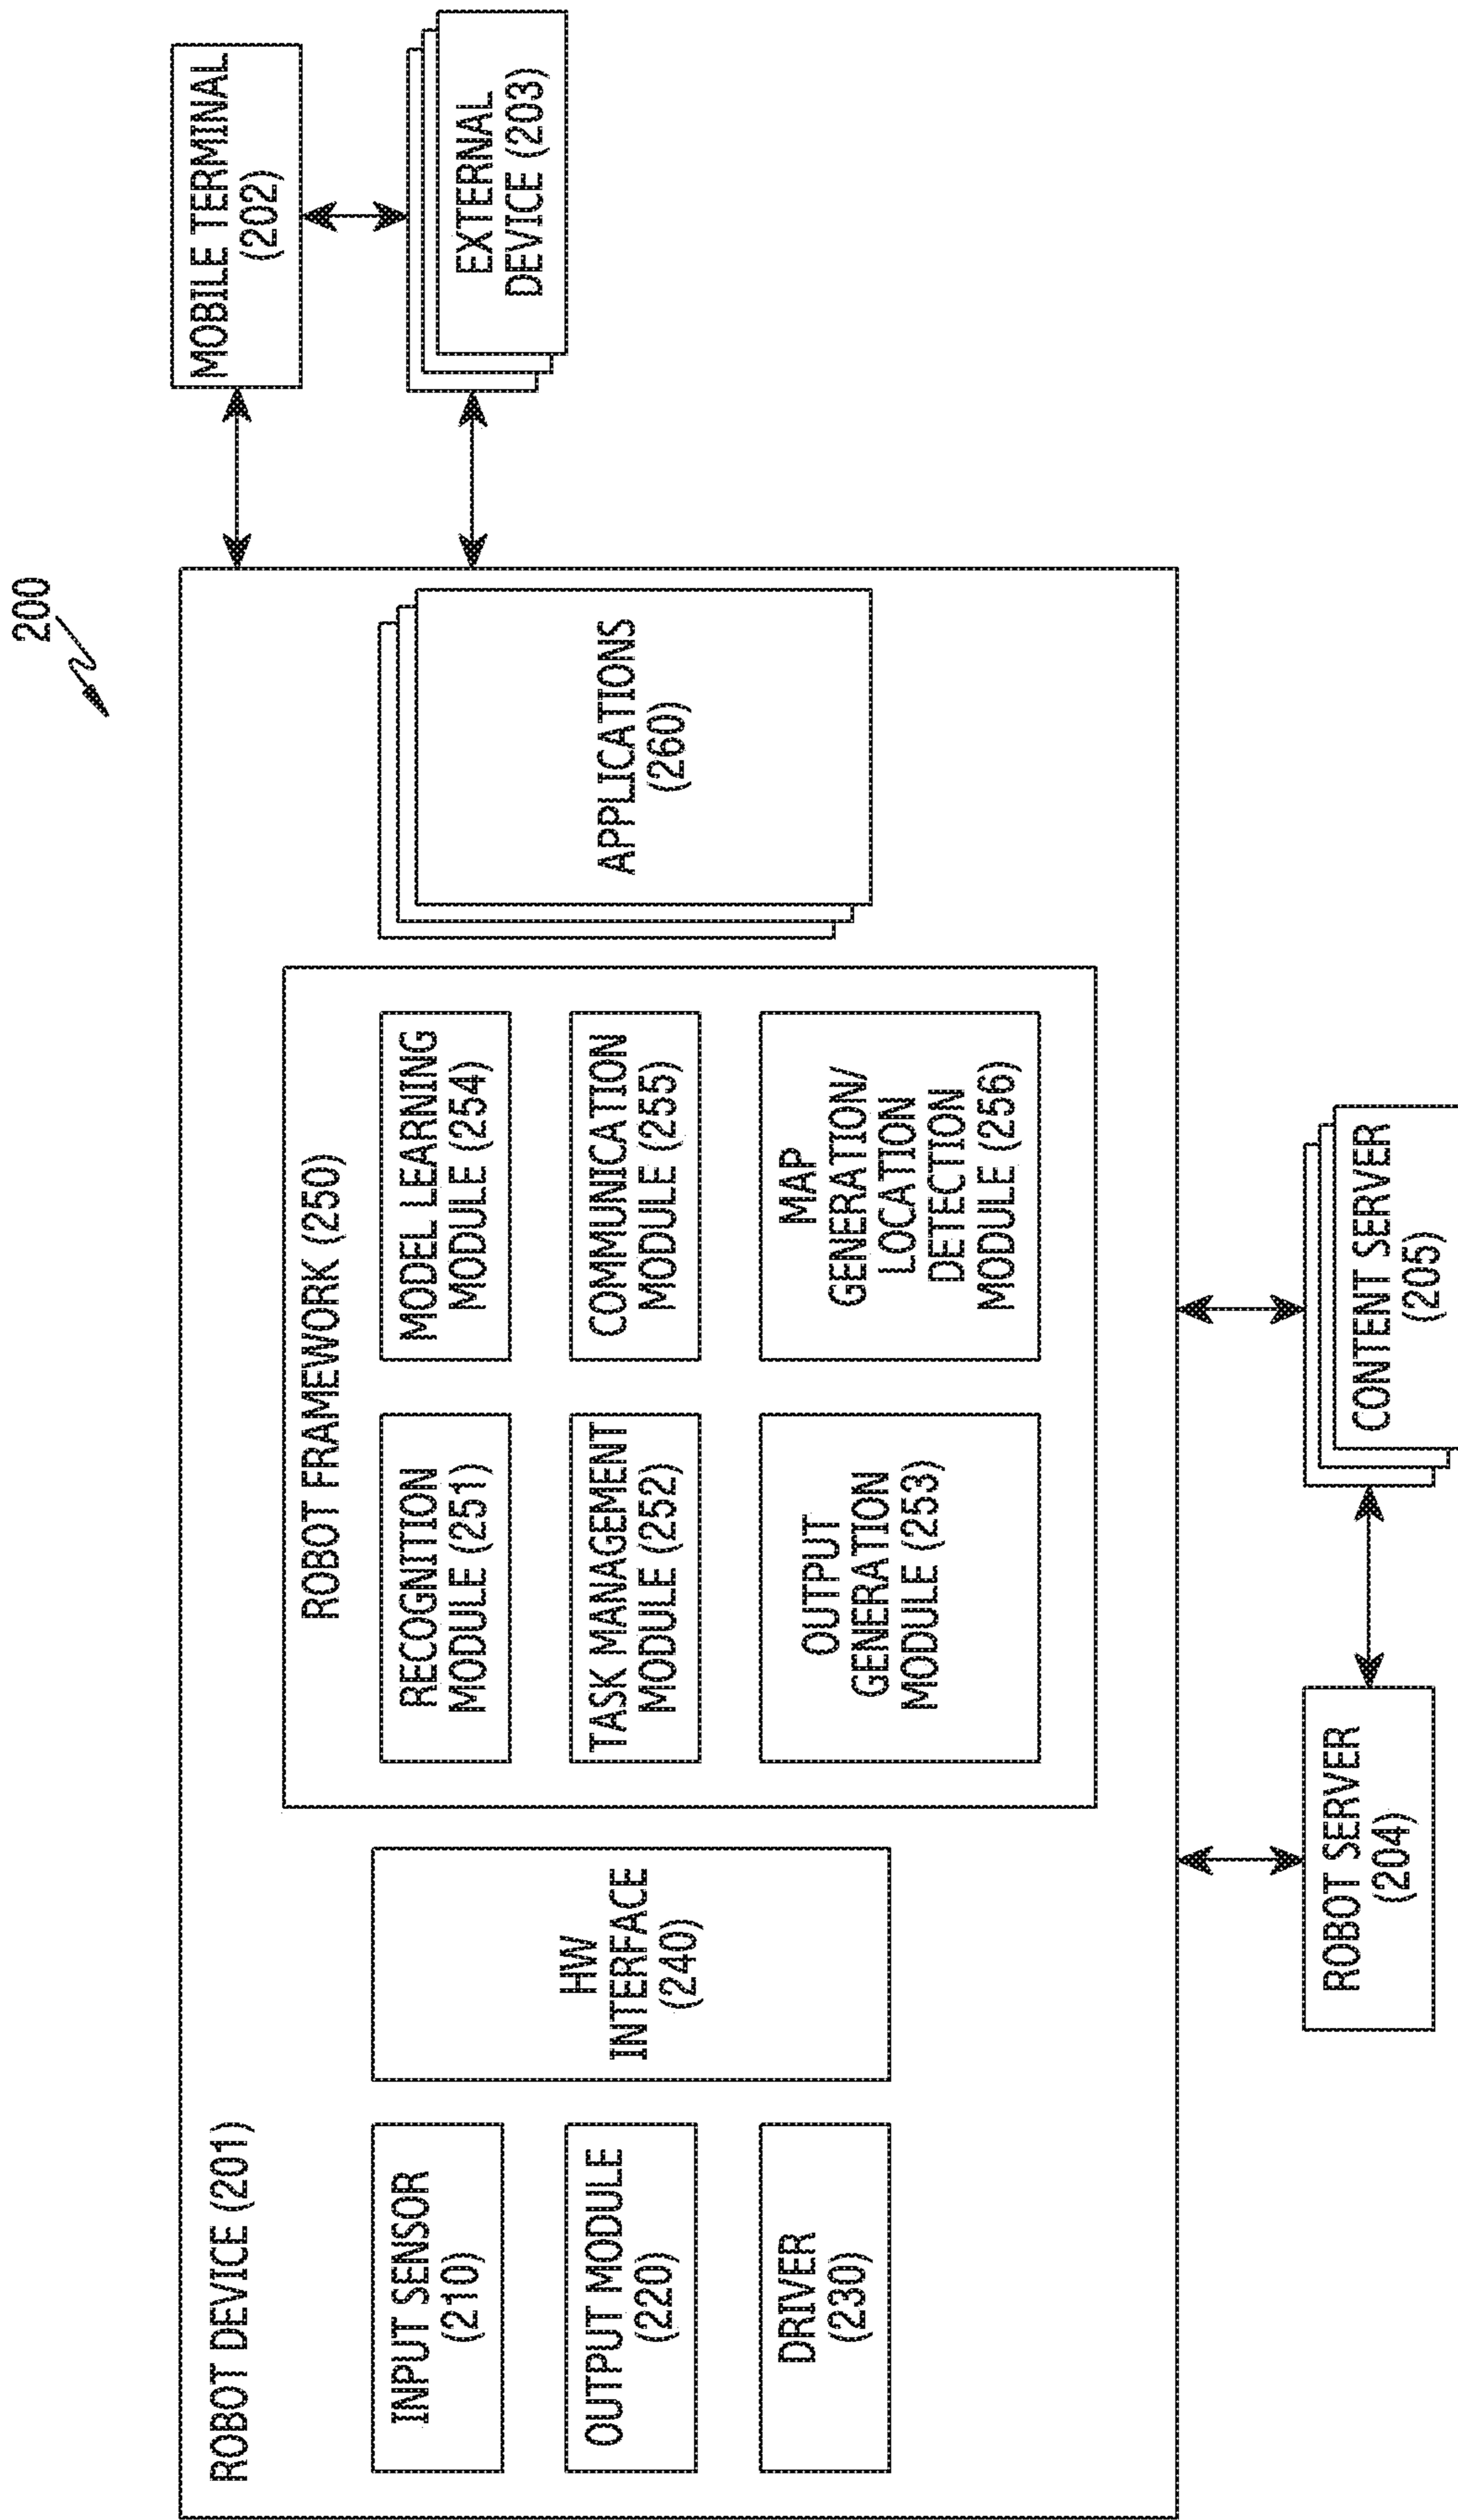 200
ROBOT DEVICE (201)
INPUT SENSOR
(210)
OUTPUT MODULE
(220)
DRIVER
(230)
HW
INTERFACE
(240)
ROBOT FRAMEWORK (250)
RECOGNITION
MODULE (251)
TASK MANAGEMENT
MODULE (252)
OUTPUT
GENERATION
MODULE (253)
MODEL LEARNING
MODULE (254)
COMMUNICATION
MODULE (255)
MAP
GENERATION/
LOCATION
DETECTION
MODULE (256)
APPLICATIONS
(260)
MOBILE TERMINAL
(202)
EXTERNAL
DEVICE (203)
ROBOT SERVER
(204)
CONTENT SERVER
(205)